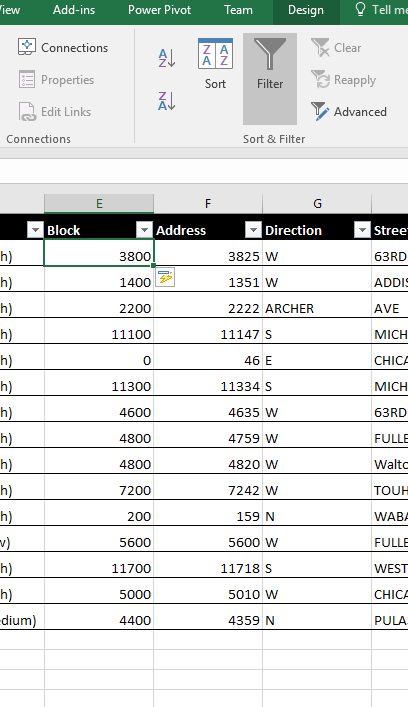 View Add-ins Power Pivot Team Design Tell me
Connections
Properties
Edit Links
Connections
Sort
Filter
Clear
Reapply
Advanced
Sort & Filter
E F G
Block Address Direction Stree
h) 3800 3825 W 63RD
h) 1400 1351 W ADDIS
h) 2200 2222 ARCHER AVE
h) 11100 11147 S MICH
h) 0 46 E CHICA
h) 11300 11334 S MICH
h) 4600 4635 W 63RD
h) 4800 4759 W FULLE
h) 4800 4820 W Walto
h) 7200 7242 W TOUH
h) 200 159 N WABA
w) 5600 5600 W FULLE
h) 11700 11718 S WEST
h) 5000 5010 W CHICA
edium) 4400 4359 N PULA